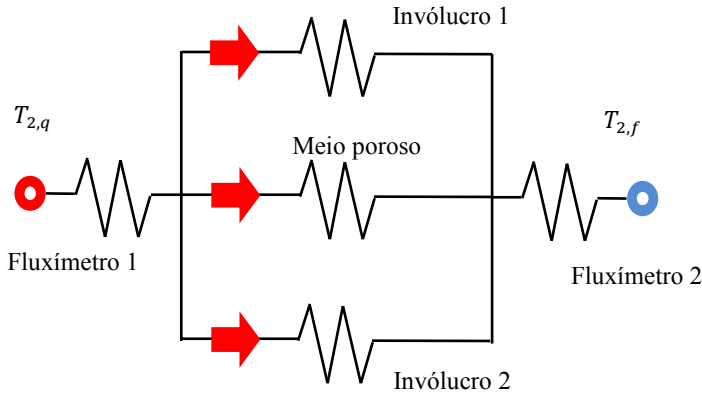 Invólucro 1
T2,q
T2,f
Meio poroso
Fluxímetro 1
Fluxímetro 2
Invólucro 2